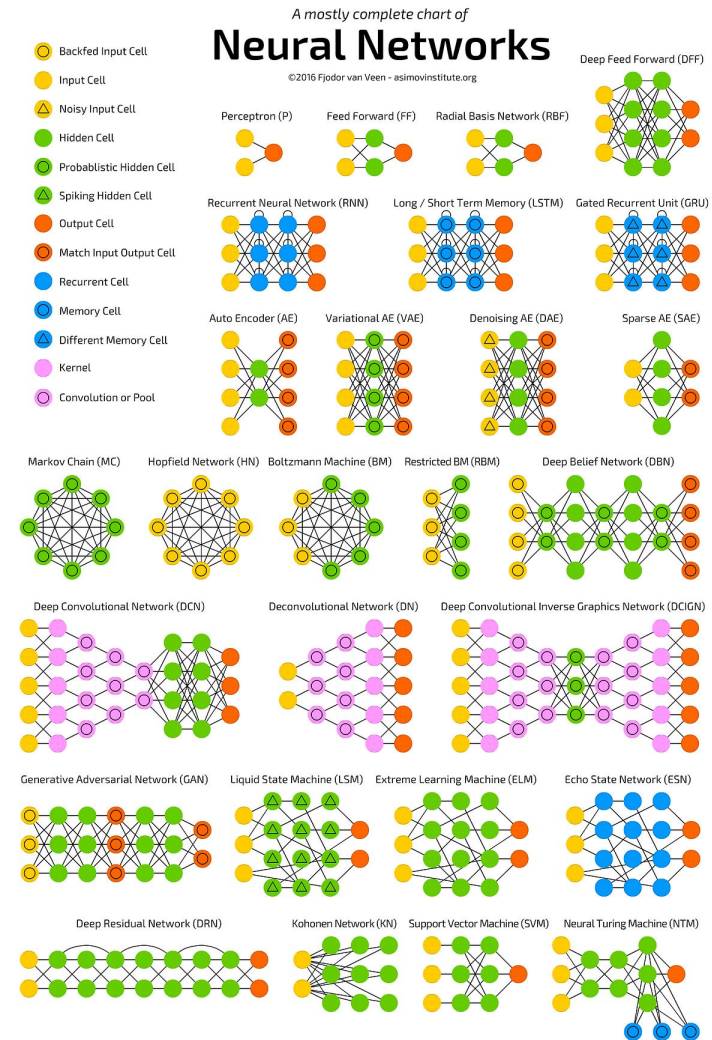 A mostly complete chart of
Neural Networks
©2016 Fjodor van Veen - asimovinstitute.org
Backfed Input Cell
Input Cell
Noisy Input Cell
Hidden Cell
Probablistic Hidden Cell
Spiking Hidden Cell
Output Cell
Match Input Output Cell
Recurrent Cell
Memory Cell
Different Memory Cell
Kernel
Convolution or Pool
Deep Feed Forward (DFF)
Perceptron (P)
Feed Forward (FF)
Radial Basis Network (RBF)
Recurrent Neural Network (RNN)
Long / Short Term Memory (LSTM)
Gated Recurrent Unit (GRU)
Auto Encoder (AE)
Variational AE (VAE)
Denoising AE (DAE)
Sparse AE (SAE)
Markov Chain (MC)
Hopfield Network (HN)
Boltzmann Machine (BM)
Restricted BM (RBM)
Deep Belief Network (DBN)
Deep Convolutional Network (DCN)
Deconvolutional Network (DN)
Deep Convolutional Inverse Graphics Network (DCIGN)
Generative Adversarial Network (GAN)
Liquid State Machine (LSM)
Extreme Learning Machine (ELM)
Echo State Network (ESN)
Deep Residual Network (DRN)
Kohonen Network (KN)
Support Vector Machine (SVM)
Neural Turing Machine (NTM)